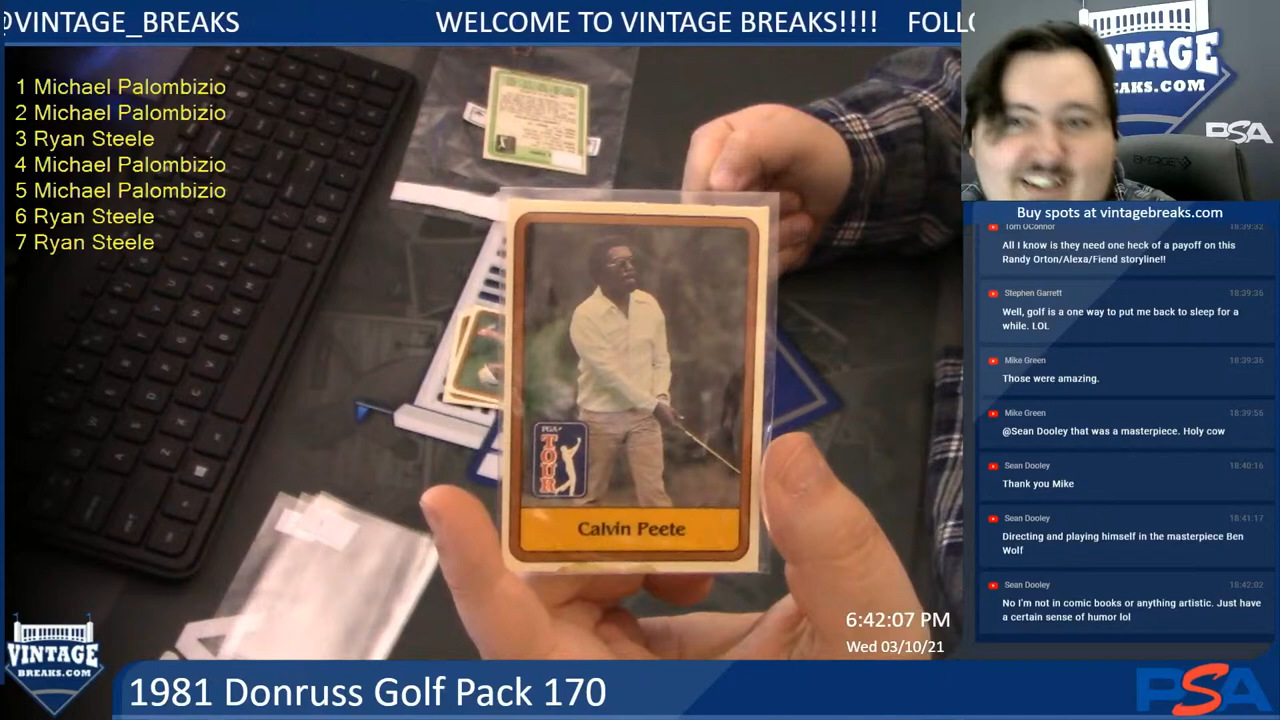 @VINTAGE_BREAKS WELCOME TO VINTAGE BREAKS!!!!
1 Michael Palombizio
2 Michael Palombizio
3 Ryan Steele
4 Michael Palombizio
5 Michael Palombizio
6 Ryan Steele
7 Ryan Steele
PGA
TOUR
Calvin Peete
VINTAGE
PSA
Buy spots at vintagebreaks.com
Tom OConnor 18:39:32
All I know is they need one heck of a payoff on this
Randy Orton/Alexa/Fiend storyline!!
Stephen Garrett 18:39:36
Well, golf is a one way to put me back to sleep for a
while. LOL
Mike Green 18:39:36
Those were amazing.
Mike Green 18:39:56
@Sean Dooley that was a masterpiece. Holy cow
Sean Dooley 18:40:16
Thank you Mike
Sean Dooley 18:41:17
Directing and playing himself in the masterpiece Ben
Wolf
Sean Dooley 18:42:02
No I'm not in comic books or anything artistic. Just have
a certain sense of humor lol
6:42:07 PM
Wed 03/10/21
VINTAGE
BREAKS.COM
1981 Donruss Golf Pack 170
PSA